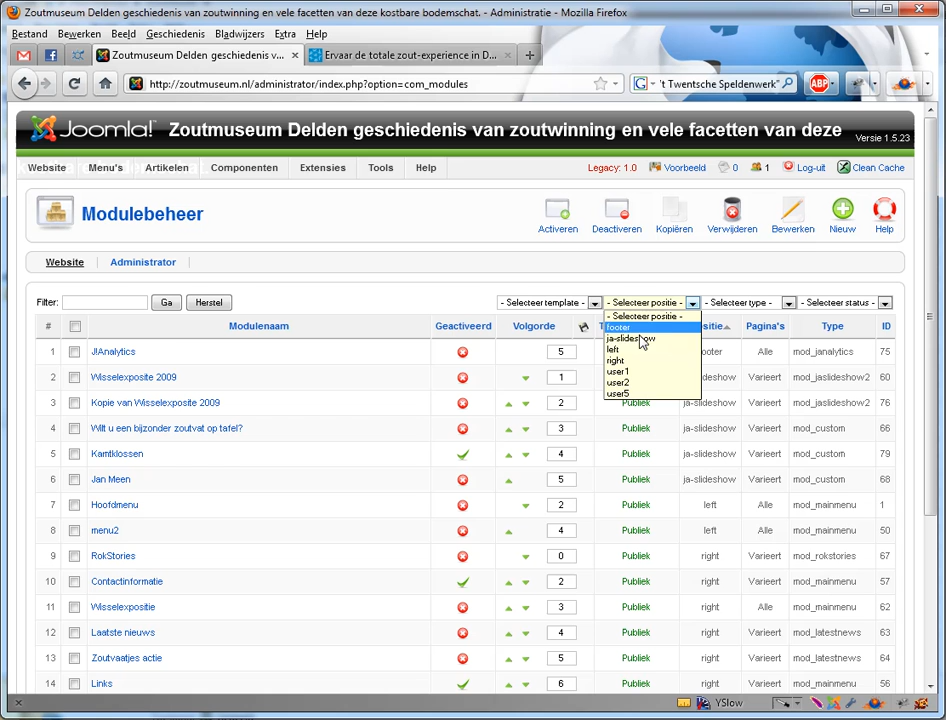 Zoutmuseum Delden geschiedenis van zoutwinning en vele facetten van deze kostbare bodemschat. - Administratie - Mozilla Firefox
Bestand Bewerken Beeld Geschiedenis Bladwijzers Extra Help
Zoutmuseum Delden geschiedenis v... Ervaar de totale zout-experience in D...
http://zoutmuseum.nl/administrator/index.php?option=com_modules 't Twentsche Speldenwerk" ABP
Joomla! Zoutmuseum Delden geschiedenis van zoutwinning en vele facetten van deze Versie 1.5.23
Website Menu's Artikelen Componenten Extensies Tools Help Legacy: 1.0 Voorbeeld 0 1 Log-uit Clean Cache
Modulebeheer Activeren Deactiveren Kopiëren Verwijderen Bewerken Nieuw Help
Website Administrator
Filter: Ga Herstel - Selecteer template - - Selecteer positie - - Selecteer type - - Selecteer status -
- Selecteer positie -
footer
ja-slideshow
left
right
user1
user2
user5
# Modulenaam Geactiveerd Volgorde Pagina's Type ID
1 J!Analytics 5 Alle mod_janalytics 75
2 Wisselexposite 2009 1 Varieert mod_jaslideshow2 60
3 Kopie van Wisselexposite 2009 2 Publiek ja-slideshow Varieert mod_jaslideshow2 76
4 Wilt u een bijzonder zoutvat op tafel? 3 Publiek ja-slideshow Varieert mod_custom 66
5 Kamtklossen 4 Publiek ja-slideshow Varieert mod_custom 79
6 Jan Meen 5 Publiek ja-slideshow Varieert mod_custom 68
7 Hoofdmenu 2 Publiek left Alle mod_mainmenu 1
8 menu2 4 Publiek left Alle mod_mainmenu 50
9 RokStories 0 Publiek right Varieert mod_rokstories 67
10 Contactinformatie 2 Publiek right Varieert mod_mainmenu 57
11 Wisselexpositie 3 Publiek right Alle mod_mainmenu 62
12 Laatste nieuws 4 Publiek right Varieert mod_latestnews 63
13 Zoutvaatjes actie 5 Publiek right Varieert mod_latestnews 64
14 Links 6 Publiek right Varieert mod_mainmenu 56
YSlow